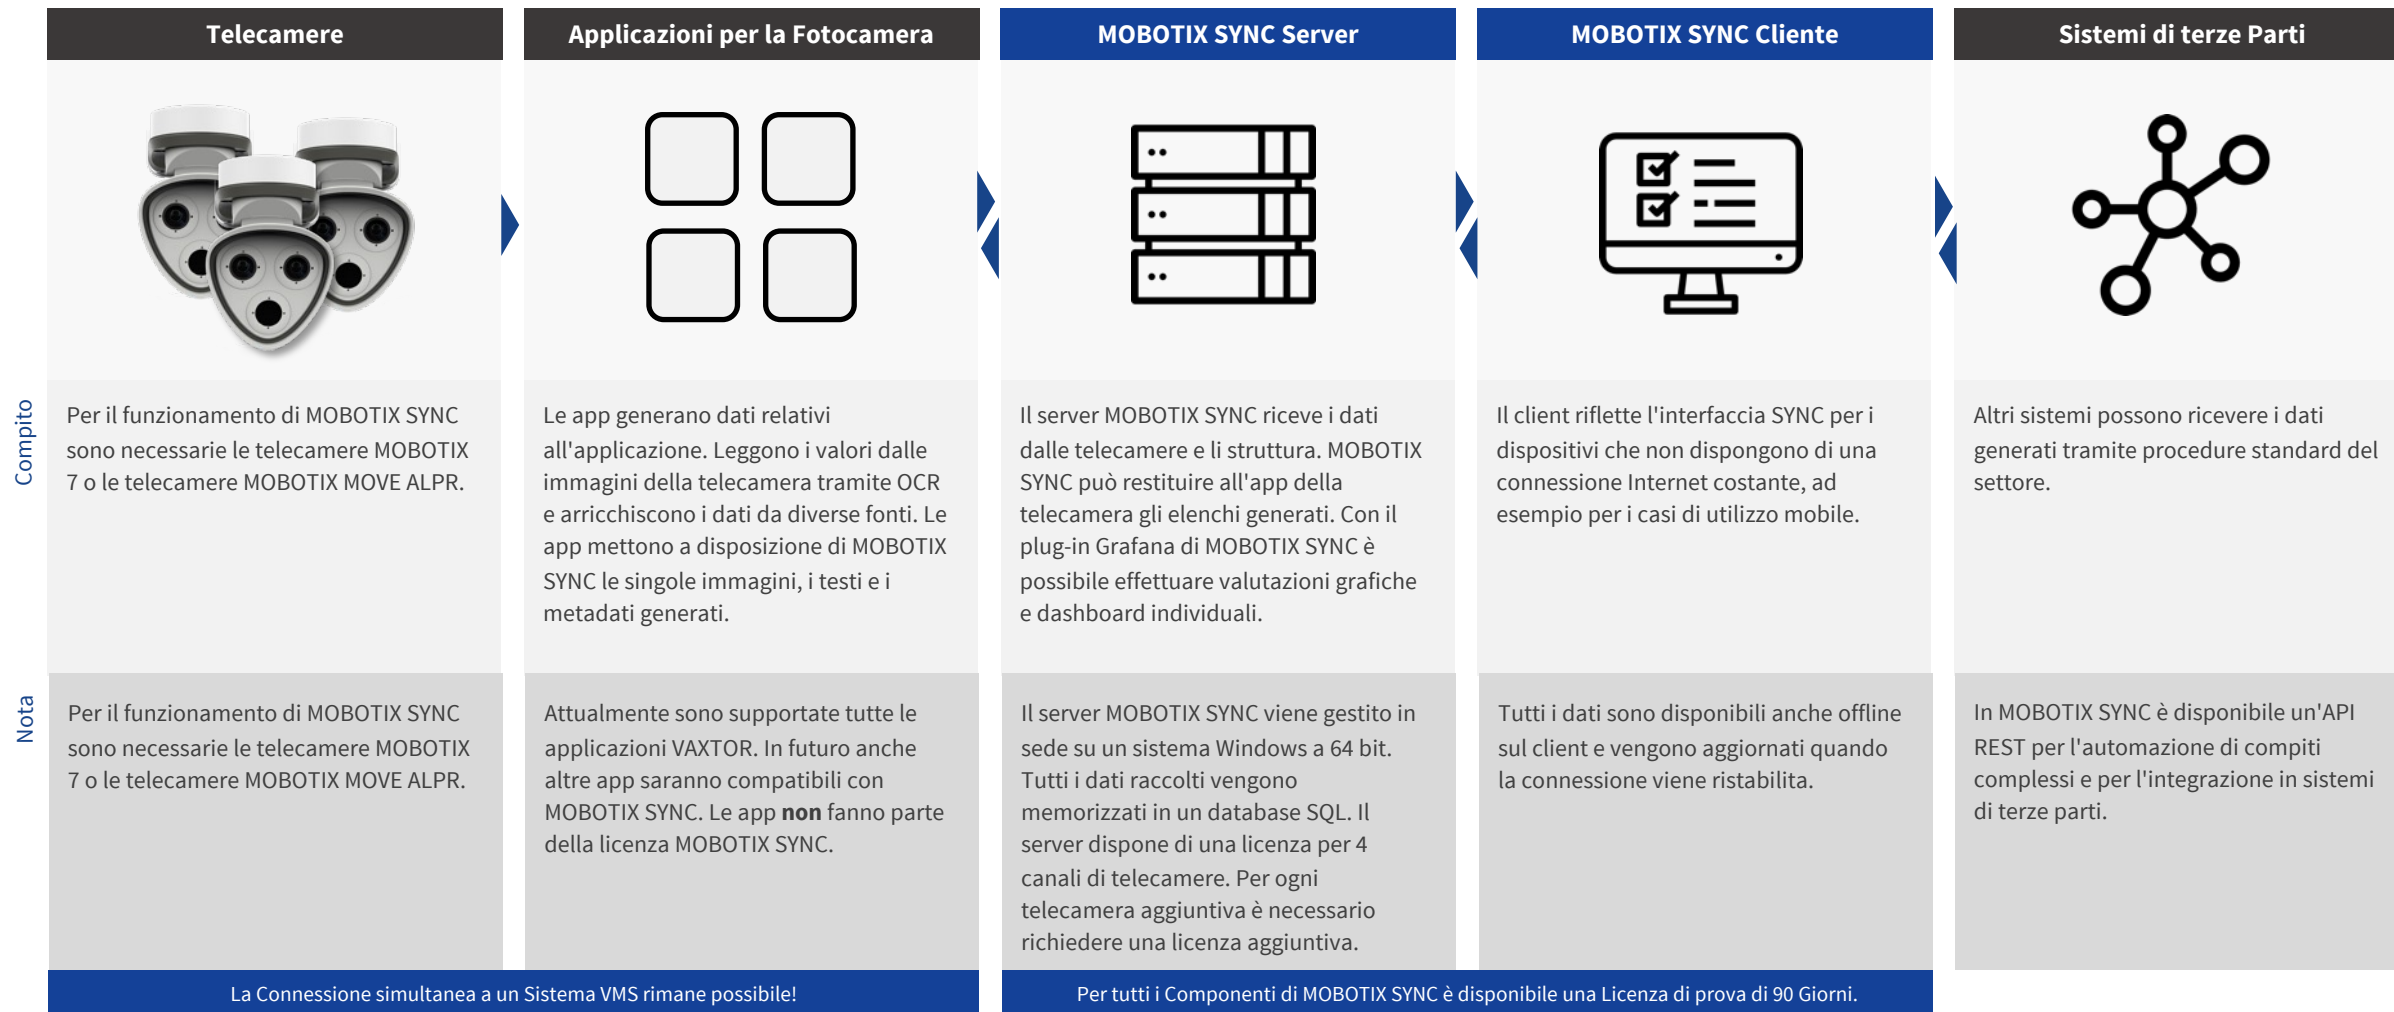 Telecamere
Applicazioni per la Fotocamera
MOBOTIX SYNC Server
MOBOTIX SYNC Cliente
Sistemi di terze Parti
Compito
Per il funzionamento di MOBOTIX SYNC
sono necessarie le telecamere MOBOTIX
7 o le telecamere MOBOTIX MOVE ALPR.
Le app generano dati relativi
all'applicazione. Leggono i valori dalle
immagini della telecamera tramite OCR
e arricchiscono i dati da diverse fonti. Le
app mettono a disposizione di MOBOTIX
SYNC le singole immagini, i testi e i
metadati generati.
Il server MOBOTIX SYNC riceve i dati
dalle telecamere e li struttura. MOBOTIX
SYNC può restituire all'app della
telecamera gli elenchi generati. Con il
plug-in Grafana di MOBOTIX SYNC è
possibile effettuare valutazioni grafiche
e dashboard individuali.
Il client riflette l'interfaccia SYNC per i
dispositivi che non dispongono di una
connessione Internet costante, ad
esempio per i casi di utilizzo mobile.
Altri sistemi possono ricevere i dati
generati tramite procedure standard del
settore.
Nota
Per il funzionamento di MOBOTIX SYNC
sono necessarie le telecamere MOBOTIX
7 o le telecamere MOBOTIX MOVE ALPR.
Attualmente sono supportate tutte le
applicazioni VAXTOR. In futuro anche
altre app saranno compatibili con
MOBOTIX SYNC. Le app non fanno parte
della licenza MOBOTIX SYNC.
Il server MOBOTIX SYNC viene gestito in
sede su un sistema Windows a 64 bit.
Tutti i dati raccolti vengono
memorizzati in un database SQL. Il
server dispone di una licenza per 4
canali di telecamere. Per ogni
telecamera aggiuntiva è necessario
richiedere una licenza aggiuntiva.
Tutti i dati sono disponibili anche offline
sul client e vengono aggiornati quando
la connessione viene ristabilita.
In MOBOTIX SYNC è disponibile un'API
REST per l'automazione di compiti
complessi e per l'integrazione in sistemi
di terze parti.
La Connessione simultanea a un Sistema VMS rimane possibile!
Per tutti i Componenti di MOBOTIX SYNC è disponibile una Licenza di prova di 90 Giorni.